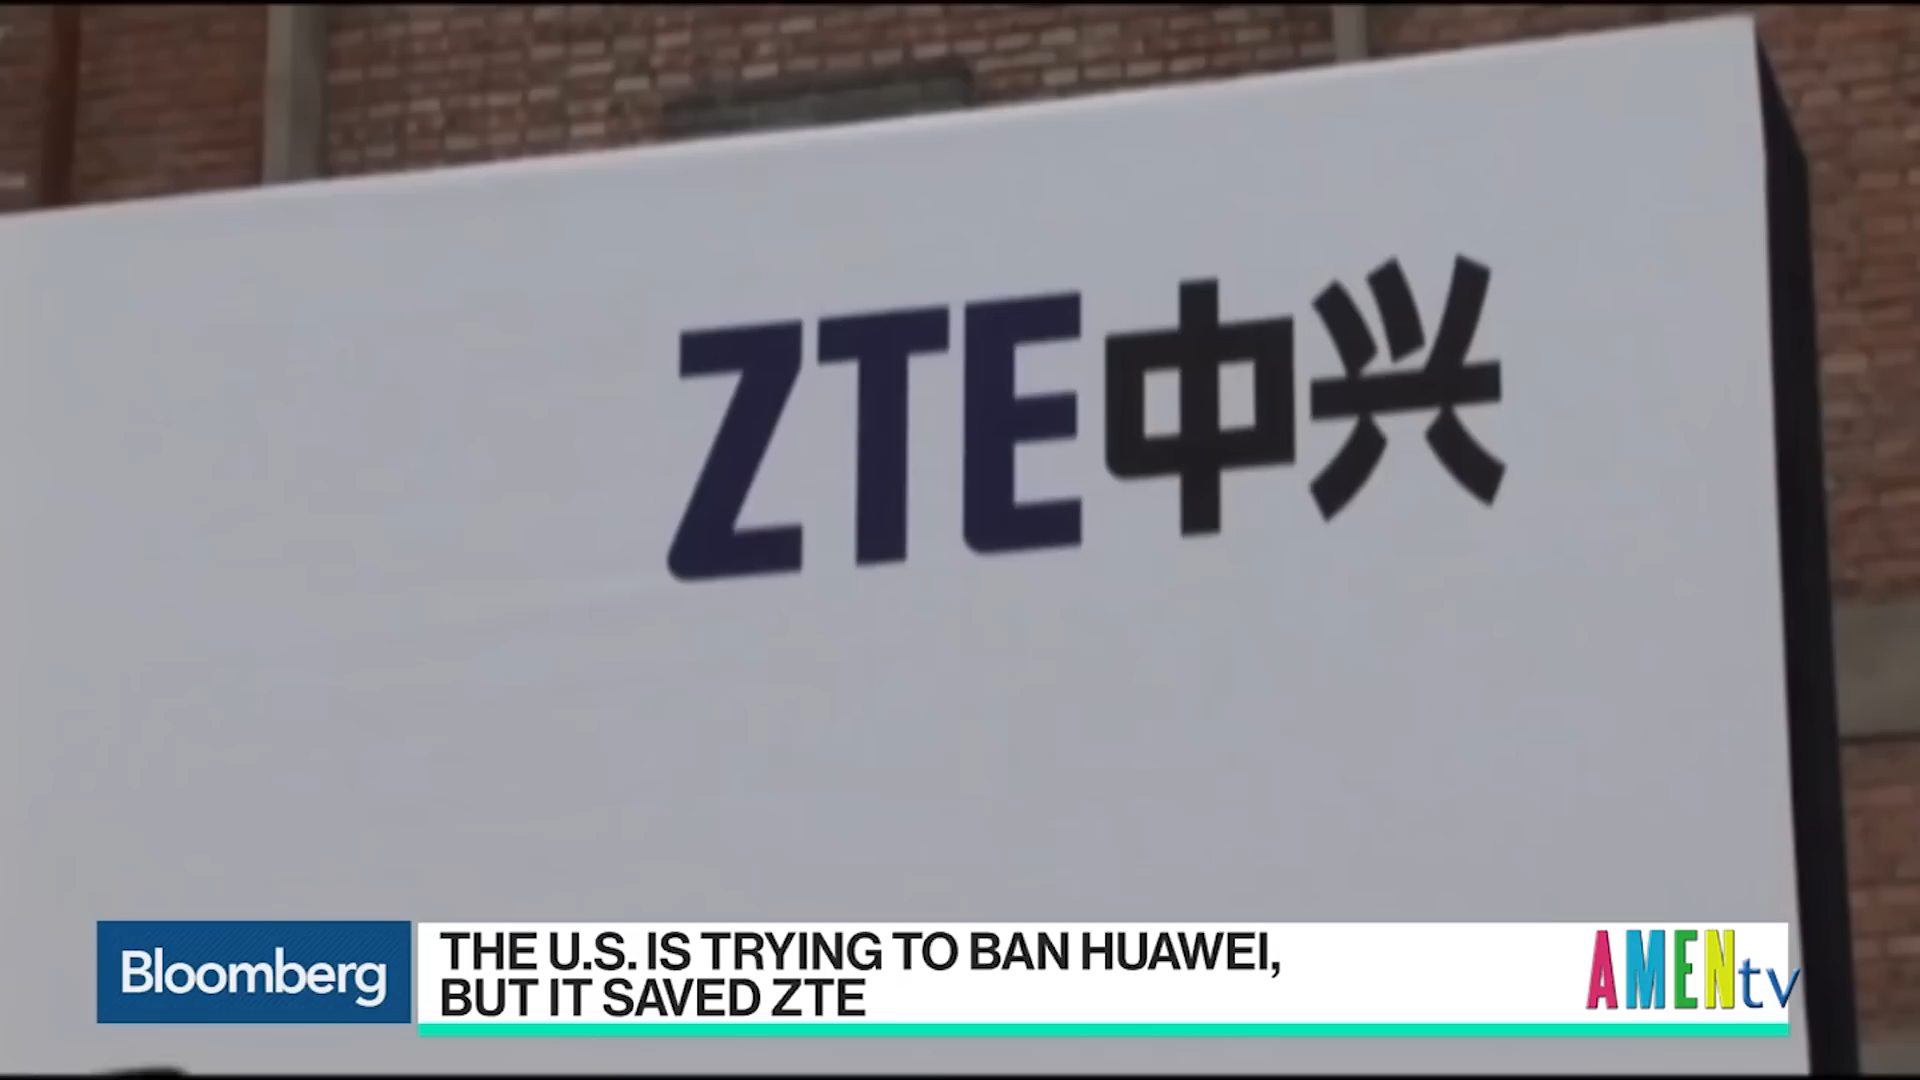 ZTE中兴
Bloomberg
THE U.S. IS TRYING TO BAN HUAWEI,
BUT IT SAVED ZTE
AMENtv